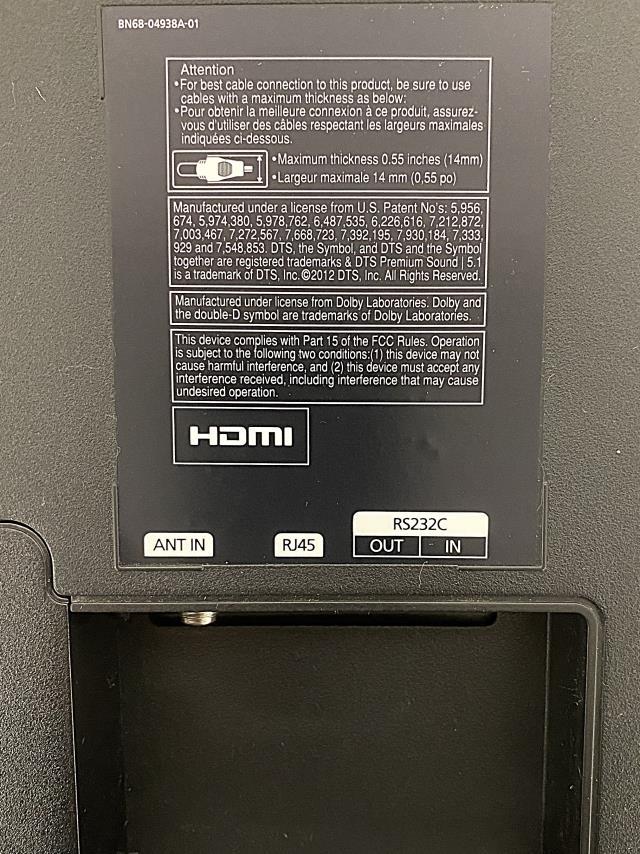 BN68-04938A-01
Attention
•For best cable connection to this product, be sure to use
cables with a maximum thickness as below:
•Pour obtenir la meilleure connexion à ce produit, assurez-
vous d'utiliser des câbles respectant les largeurs maximales
indiquées ci-dessous.
•Maximum thickness 0.55 inches (14mm)
•Largeur maximale 14 mm (0,55 po)
Manufactured under a license from U.S. Patent No's: 5,956,
674, 5,974,380, 5,978,762, 6,487,535, 6,226,616, 7,212,872,
7,003,467, 7,272,567, 7,668,723, 7,392,195, 7,930,184, 7,333,
929 and 7,548,853. DTS, the Symbol, and DTS and the Symbol
together are registered trademarks & DTS Premium Sound | 5.1
is a trademark of DTS, Inc.©2012 DTS, Inc. All Rights Reserved.
Manufactured under license from Dolby Laboratories. Dolby and
the double-D symbol are trademarks of Dolby Laboratories.
This device complies with Part 15 of the FCC Rules. Operation
is subject to the following two conditions:(1) this device may not
cause harmful interference, and (2) this device must accept any
interference received, including interference that may cause
undesired operation.
HDMI
RS232C
ANT IN RJ45 OUT IN